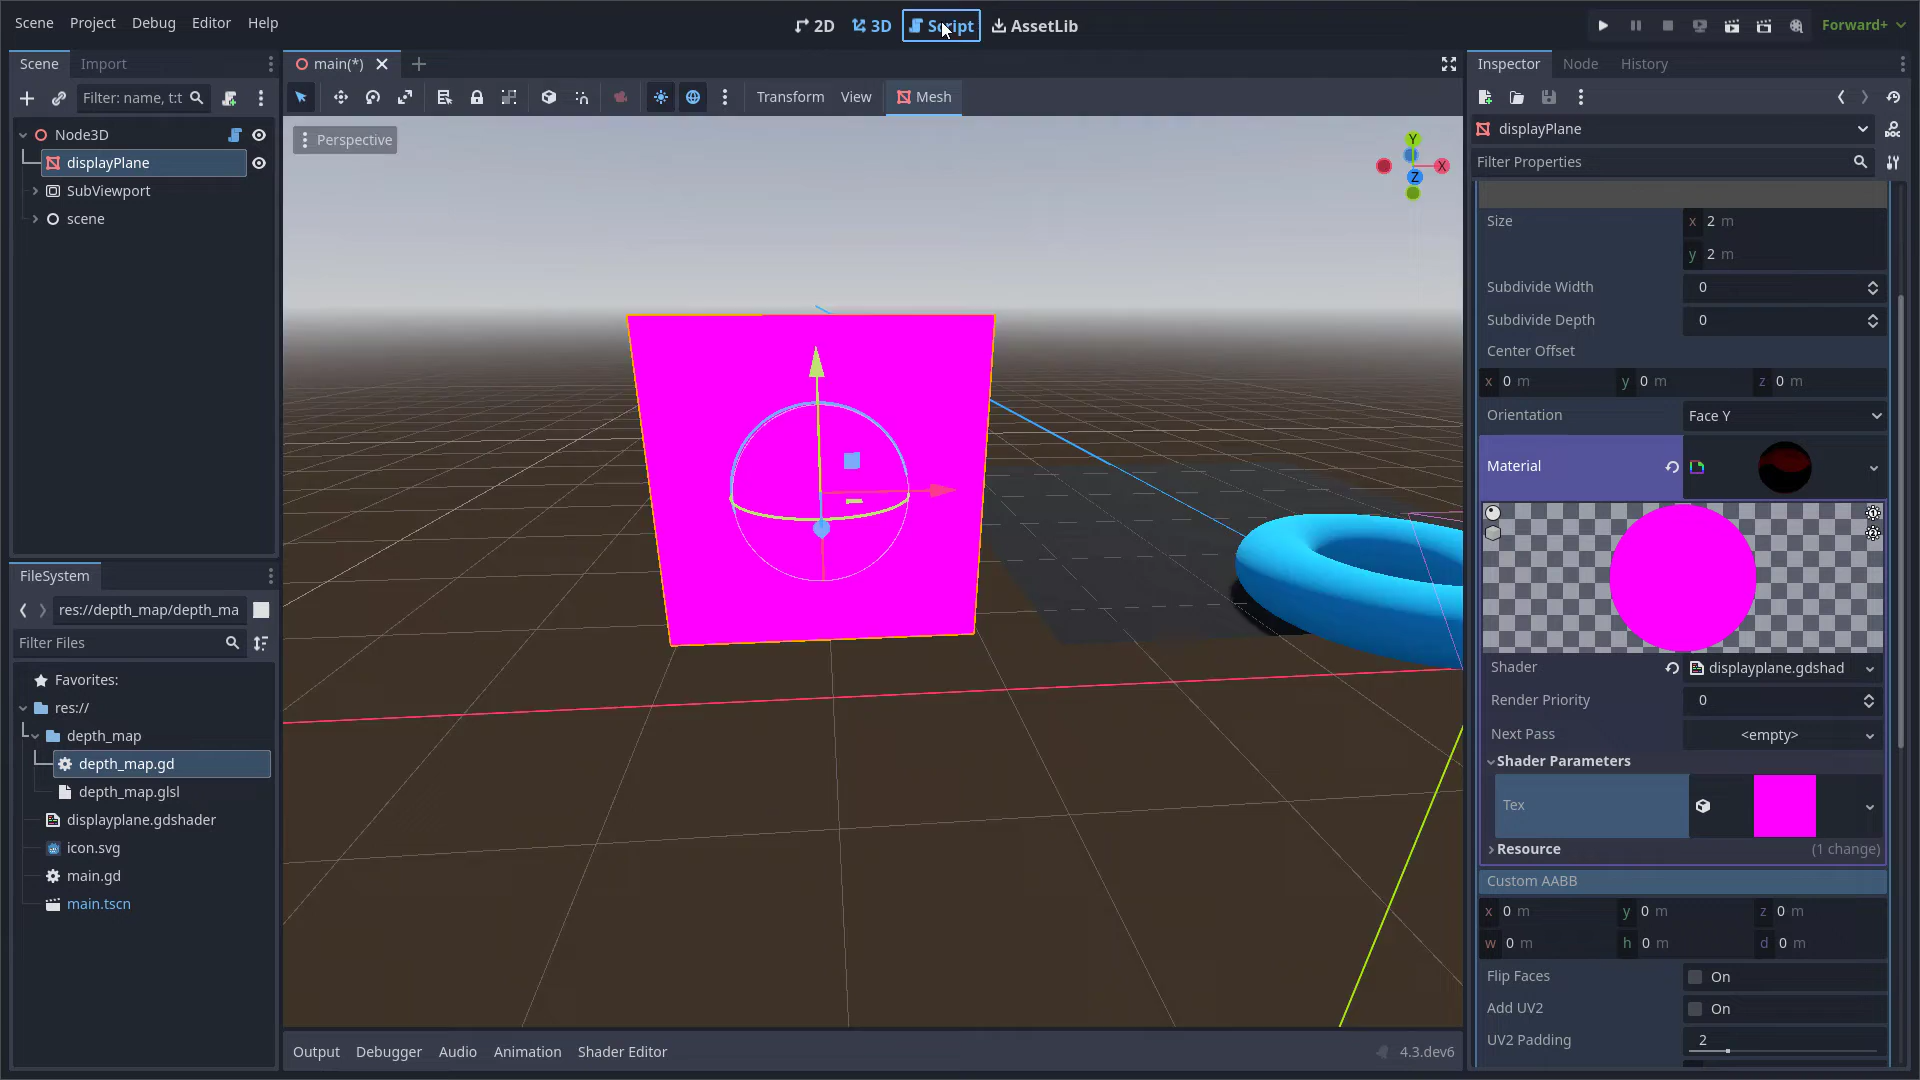 Scene Project Debug Editor Help
2D 3D Script AssetLib
Forward+
Scene Import
Filter: name, t:t
Node3D
displayPlane
SubViewport
scene
FileSystem
res://depth_map/depth_ma
Filter Files
Favorites:
res://
depth_map
depth_map.gd
depth_map.glsl
displayplane.gdshader
icon.svg
main.gd
main.tscn
main(*)
Transform View Mesh
Perspective
Y
X
Z
Output Debugger Audio Animation Shader Editor 4.3.dev6
Inspector Node History
displayPlane
Filter Properties
Size x 2 m
y 2 m
Subdivide Width 0
Subdivide Depth 0
Center Offset
x 0 m y 0 m z 0 m
Orientation Face Y
Material
Shader displayplane.gdshad
Render Priority 0
Next Pass <empty>
Shader Parameters
Tex
Resource (1 change)
Custom AABB
x 0 m y 0 m z 0 m
w 0 m h 0 m d 0 m
Flip Faces On
Add UV2 On
UV2 Padding 2